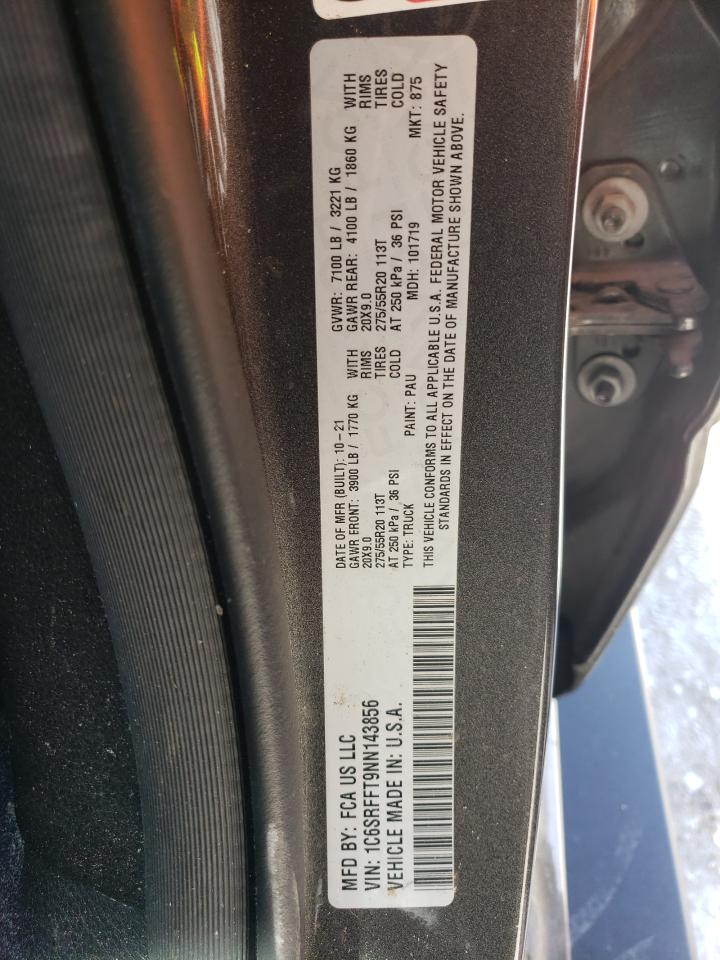 MFD BY: FCA US LLC
VIN: 1C6SRFFT9NN143856
VEHICLE MADE IN: U.S.A.
DATE OF MFR (BUILT): 10-21 GVWR: 7100 LB / 3221 KG
GAWR FRONT: 3900 LB / 1770 KG WITH GAWR REAR: 4100 LB / 1860 KG WITH
20X9.0 RIMS 20X9.0 RIMS
275/55R20 113T TIRES 275/55R20 113T TIRES
AT 250 kPa / 36 PSI COLD AT 250 kPa / 36 PSI COLD
TYPE: TRUCK PAINT: PAU MDH: 101719 MKT: 875
THIS VEHICLE CONFORMS TO ALL APPLICABLE U.S.A. FEDERAL MOTOR VEHICLE SAFETY
STANDARDS IN EFFECT ON THE DATE OF MANUFACTURE SHOWN ABOVE.